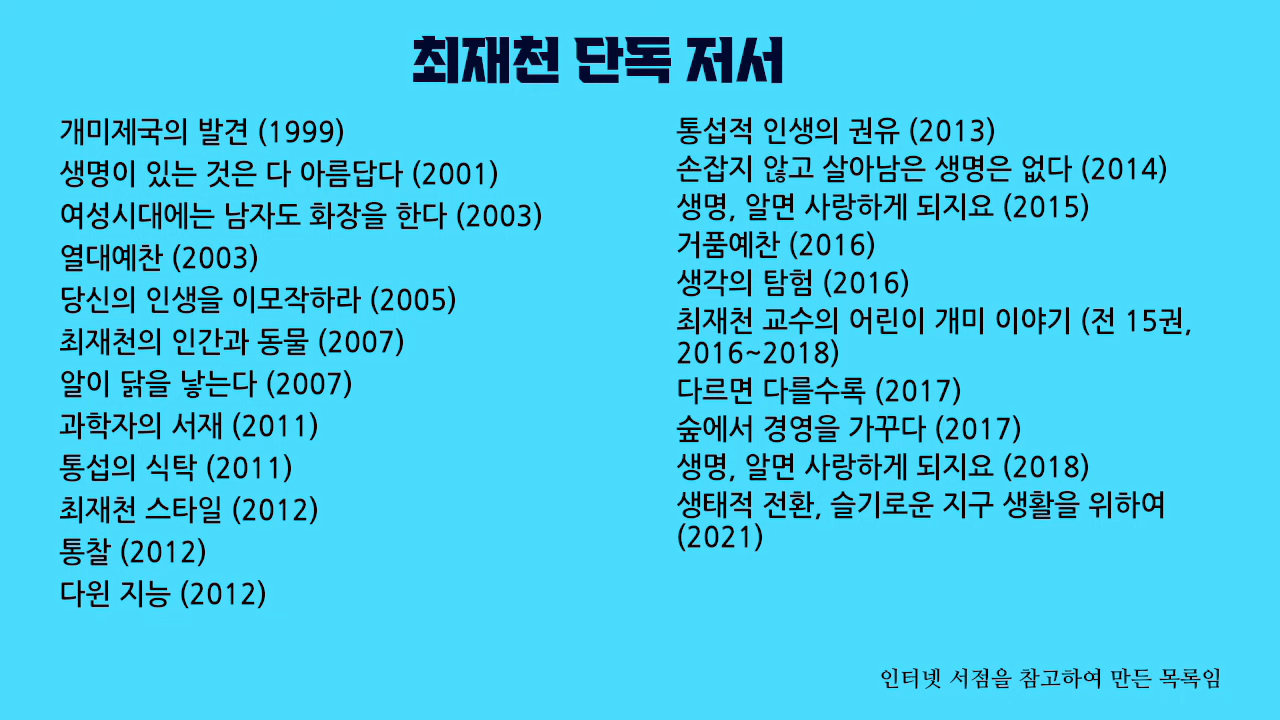 최재천 단독 저서
개미제국의 발견 (1999)
생명이 있는 것은 다 아름답다 (2001)
여성시대에는 남자도 화장을 한다 (2003)
열대예찬 (2003)
당신의 인생을 이모작하라 (2005)
최재천의 인간과 동물 (2007)
알이 닭을 낳는다 (2007)
과학자의 서재 (2011)
통섭의 식탁 (2011)
최재천 스타일 (2012)
통찰 (2012)
다윈 지능 (2012)
통섭적 인생의 권유 (2013)
손잡지 않고 살아남은 생명은 없다 (2014)
생명, 알면 사랑하게 되지요 (2015)
거품예찬 (2016)
생각의 탐험 (2016)
최재천 교수의 어린이 개미 이야기 (전 15권,
2016~2018)
다르면 다를수록 (2017)
숲에서 경영을 가꾸다 (2017)
생명, 알면 사랑하게 되지요 (2018)
생태적 전환, 슬기로운 지구 생활을 위하여
(2021)
인터넷 서점을 참고하여 만든 목록임